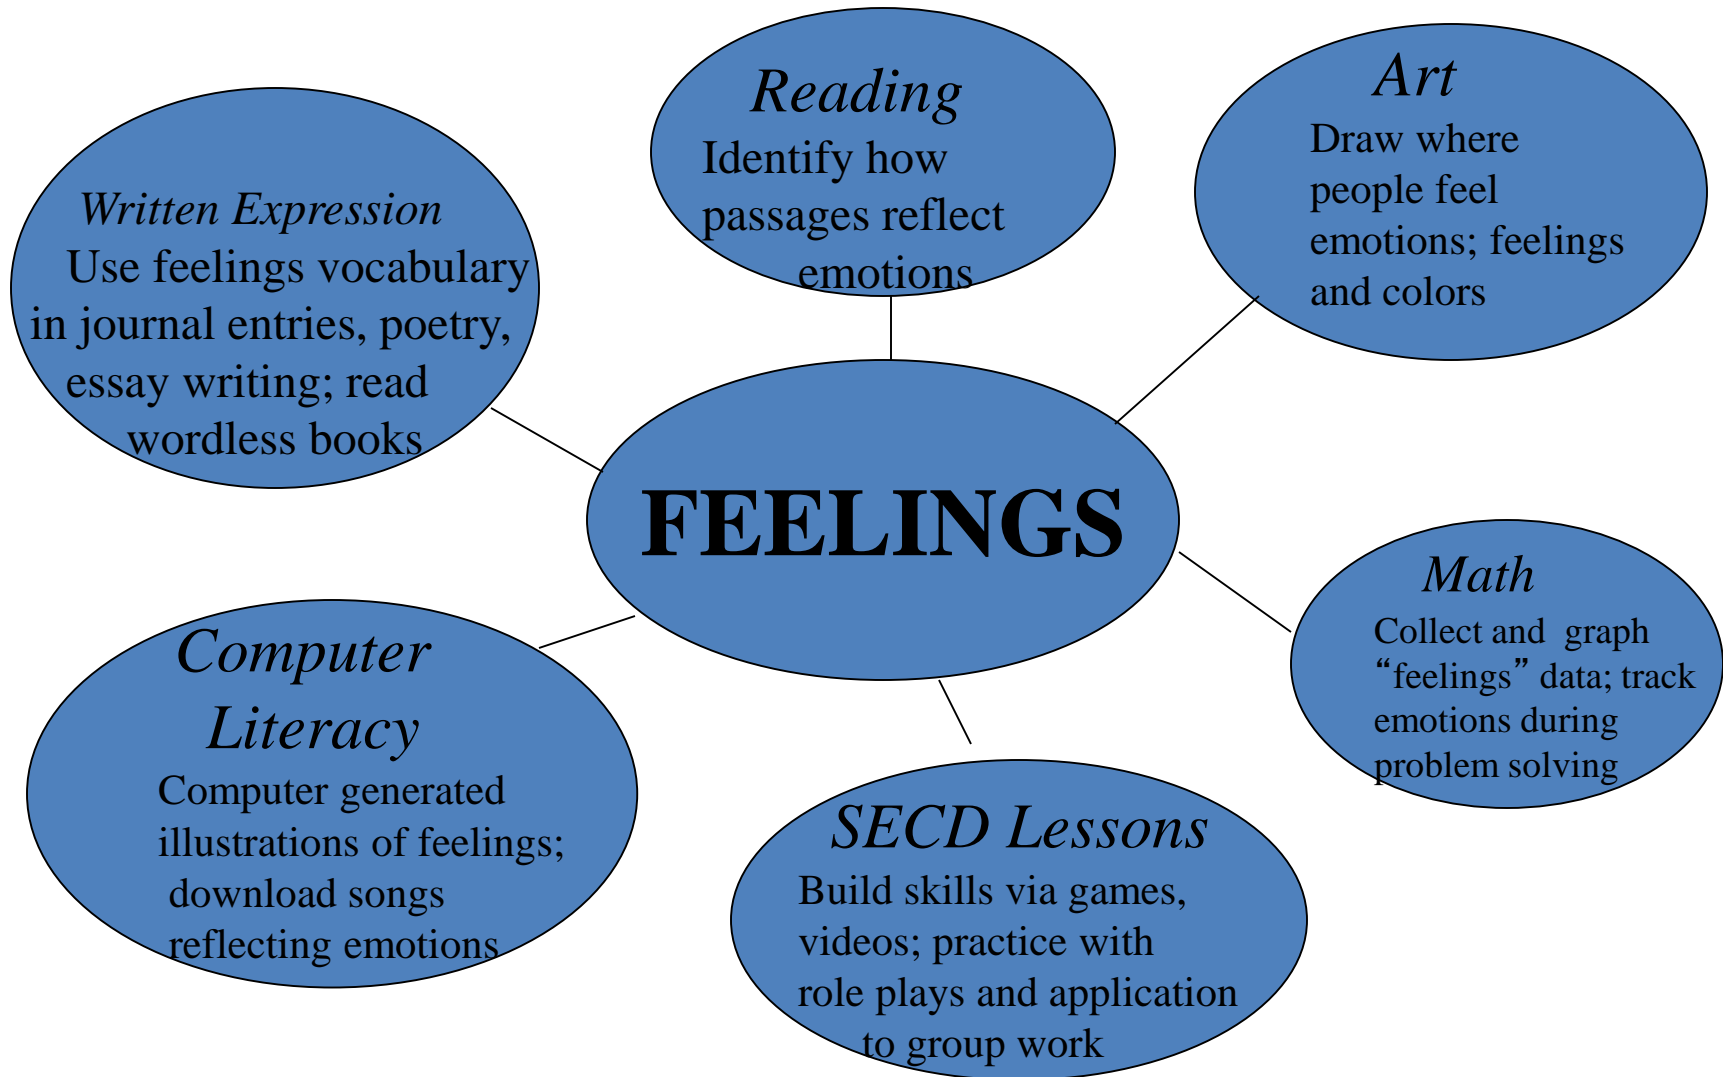 Reading
Identify how
passages reflect
emotions
Art
Draw where
people feel
emotions; feelings
and colors
Written Expression
Use feelings vocabulary
in journal entries, poetry,
essay writing; read
wordless books
FEELINGS
Math
Collect and  graph
“feelings” data; track
emotions during
problem solving
Computer
Literacy
Computer generated
illustrations of feelings;
download songs
reflecting emotions
SECD Lessons
Build skills via games,
videos; practice with
role plays and application
to group work